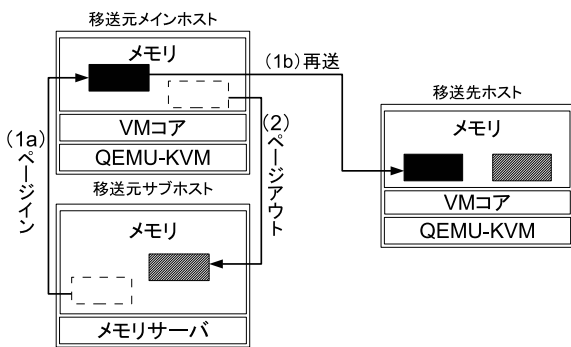 移送元メインホスト
メモリ
VMコア
QEMU-KVM
(1a)ページイン
(1b)再送
(2)ページアウト
移送元サブホスト
メモリ
メモリサーバ
移送先ホスト
メモリ
VMコア
QEMU-KVM